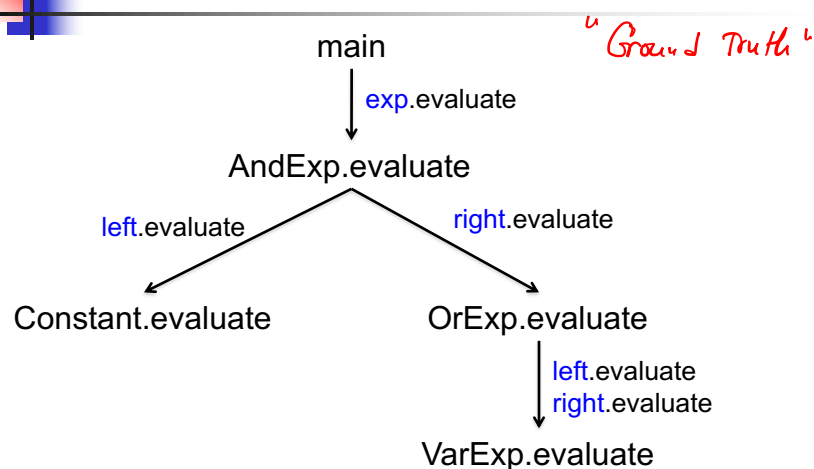 "Ground Truth"
main
exp.evaluate
AndExp.evaluate
left.evaluate
right.evaluate
Constant.evaluate
OrExp.evaluate
left.evaluate
right.evaluate
VarExp.evaluate